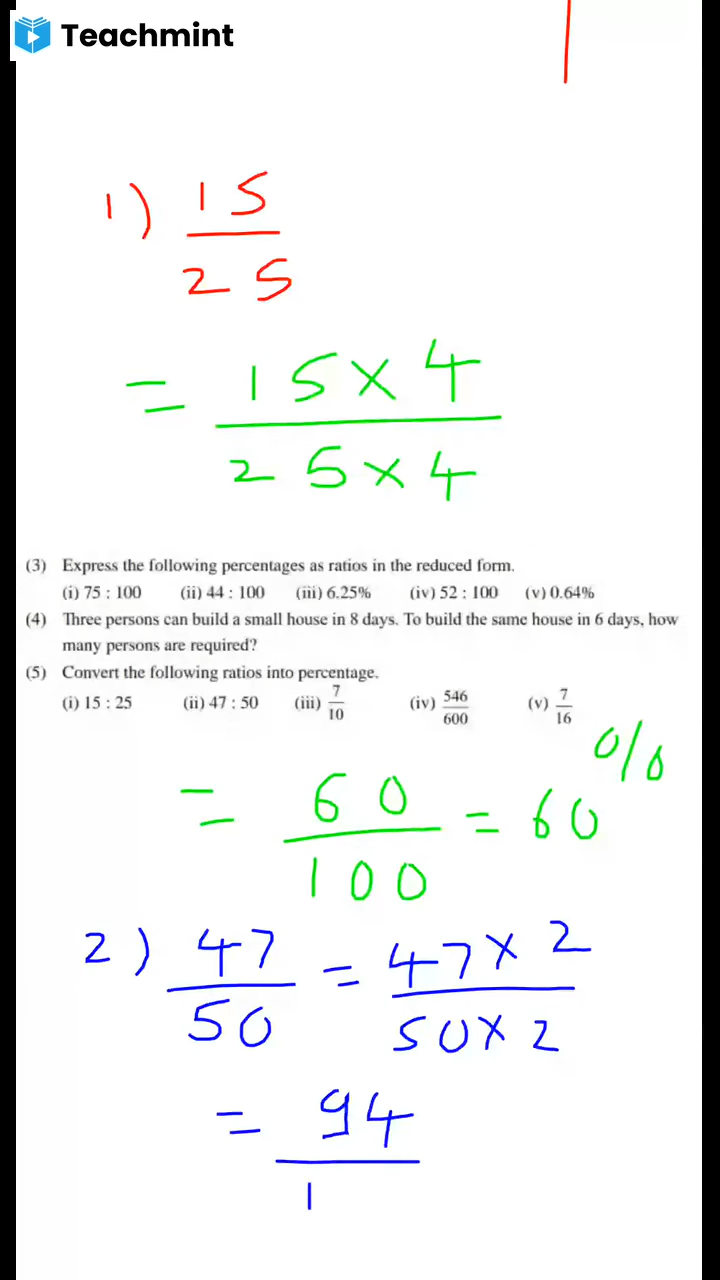 Teachmint
1) 15
25
= 15 × 4
25 × 4
(3) Express the following percentages as ratios in the reduced form.
(i) 75 : 100 (ii) 44 : 100 (iii) 6.25% (iv) 52 : 100 (v) 0.64%
(4) Three persons can build a small house in 8 days. To build the same house in 6 days, how
many persons are required?
(5) Convert the following ratios into percentage.
(i) 15 : 25 (ii) 47 : 50 (iii) 7/10 (iv) 546/600 (v) 7/16
= 60/100 = 60 %
2) 47/50 = 47 × 2/50 × 2
= 94
1